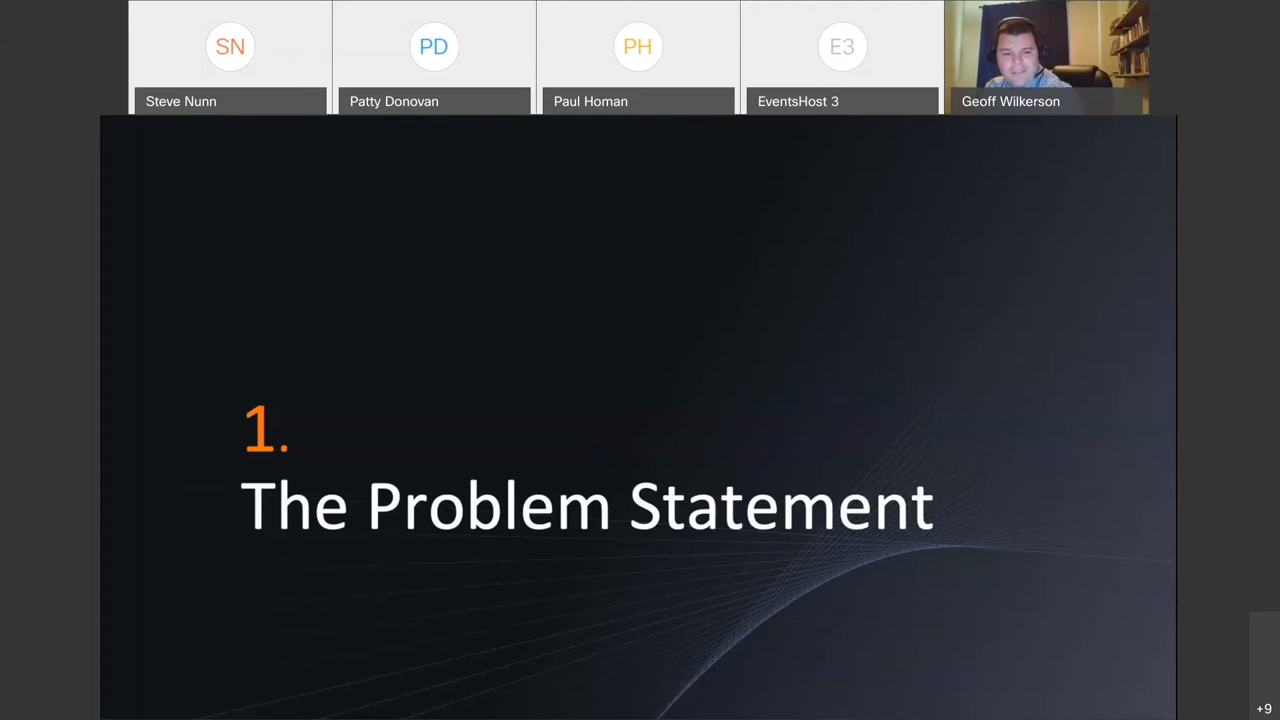 SN
PD
PH
E3
Steve Nunn
Patty Donovan
Paul Homan
EventsHost 3
Geoff Wilkerson
1.
The Problem Statement
+9